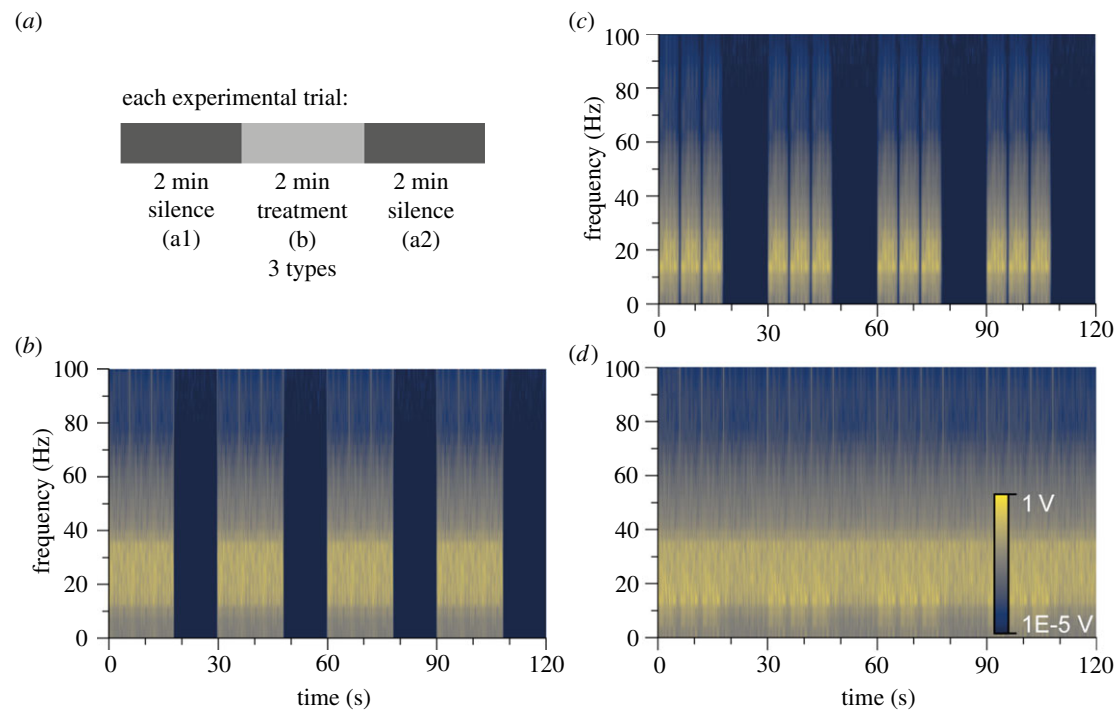 (a)
each experimental trial:
2 min 2 min 2 min
silence treatment silence
(a1) (b) (a2)
3 types
(b)
100
80
60
40
20
0
frequency (Hz)
0 30 60 90 120
time (s)
(c)
100
80
60
40
20
0
frequency (Hz)
0 30 60 90 120
(d)
100
80
60
40
20
0
1 V
1E-5 V
0 30 60 90 120
time (s)